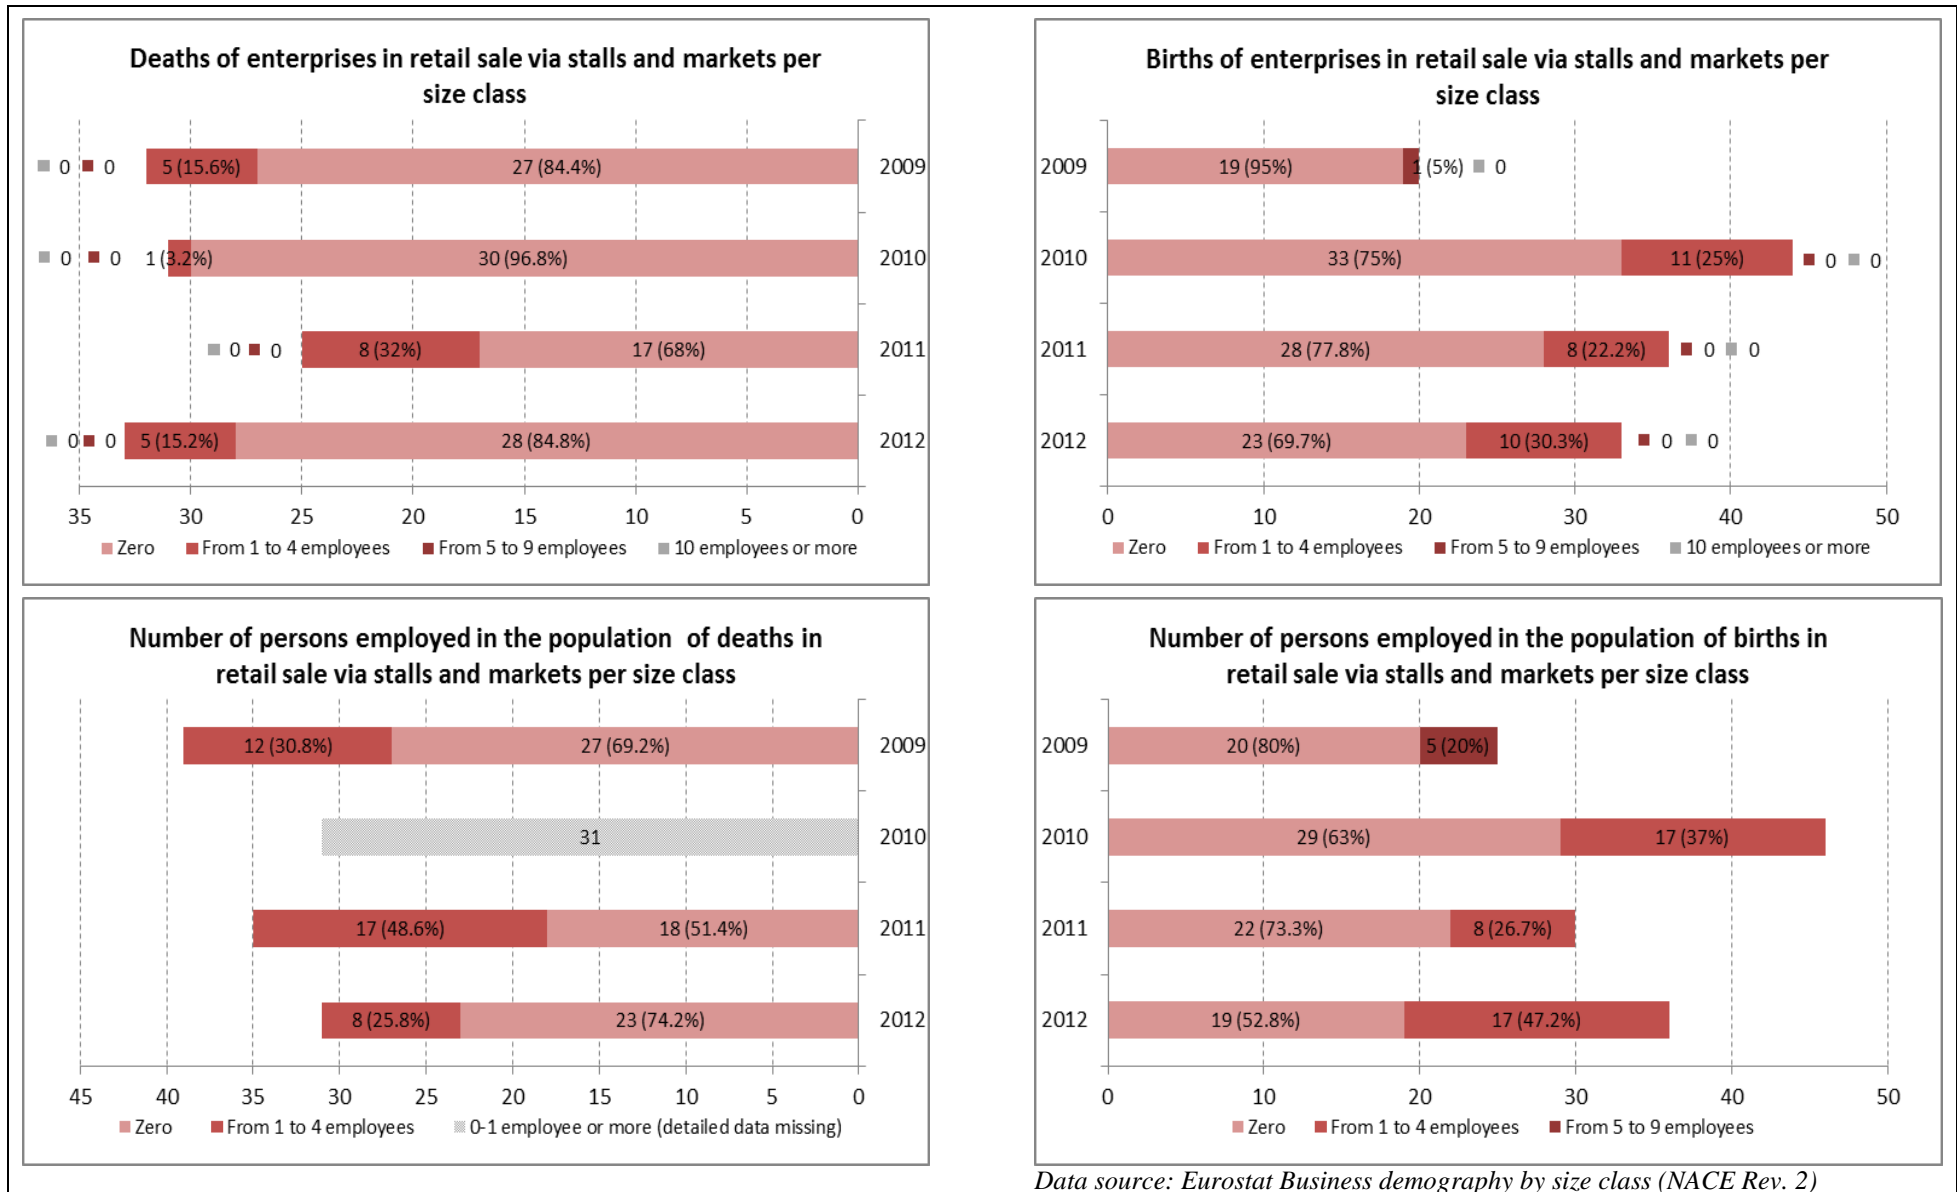 Deaths of enterprises in retail sale via stalls and markets per
size class
0 0 5 (15.6%) 27 (84.4%) 2009
0 0 1 (3.2%) 30 (96.8%) 2010
0 0 8 (32%) 17 (68%) 2011
0 0 5 (15.2%) 28 (84.8%) 2012
35 30 25 20 15 10 5 0
Zero From 1 to 4 employees From 5 to 9 employees 10 employees or more
Births of enterprises in retail sale via stalls and markets per
size class
2009 19 (95%) 1 (5%) 0
2010 33 (75%) 11 (25%) 0 0
2011 28 (77.8%) 8 (22.2%) 0 0
2012 23 (69.7%) 10 (30.3%) 0 0
0 10 20 30 40 50
Zero From 1 to 4 employees From 5 to 9 employees 10 employees or more
Number of persons employed in the population of deaths in
retail sale via stalls and markets per size class
12 (30.8%) 27 (69.2%) 2009
31 2010
17 (48.6%) 18 (51.4%) 2011
8 (25.8%) 23 (74.2%) 2012
45 40 35 30 25 20 15 10 5 0
Zero From 1 to 4 employees 0-1 employee or more (detailed data missing)
Number of persons employed in the population of births in
retail sale via stalls and markets per size class
2009 20 (80%) 5 (20%)
2010 29 (63%) 17 (37%)
2011 22 (73.3%) 8 (26.7%)
2012 19 (52.8%) 17 (47.2%)
0 10 20 30 40 50
Zero From 1 to 4 employees From 5 to 9 employees
Data source: Eurostat Business demography by size class (NACE Rev. 2)